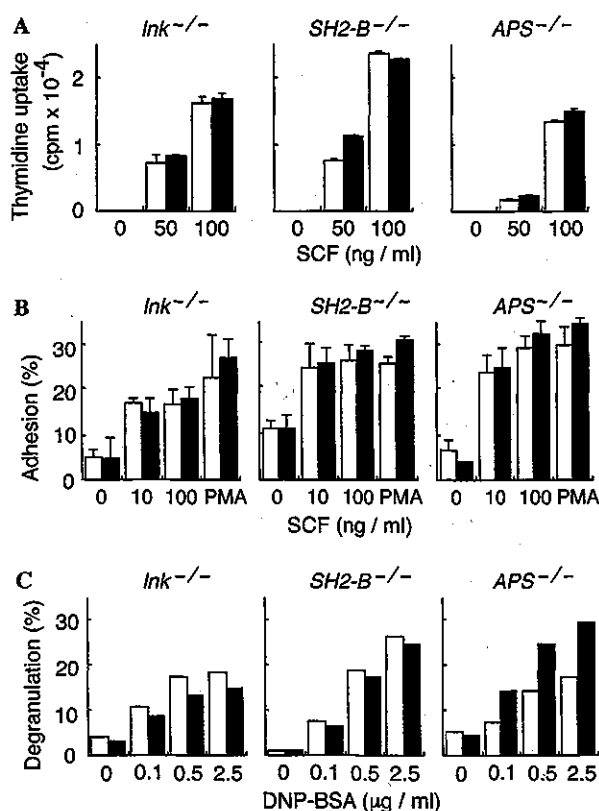 A
lnk−/−
SH2-B−/−
APS−/−
Thymidine uptake
(cpm x 10-4)
2
1
0
0 50 100
0 50 100
0 50 100
SCF (ng / ml)
B
lnk−/−
SH2-B−/−
APS−/−
Adhesion (%)
30
20
10
0
0 10 100 PMA
0 10 100 PMA
0 10 100 PMA
SCF (ng / ml)
C
lnk−/−
SH2-B−/−
APS−/−
Degranulation (%)
30
20
10
0
0 0.1 0.5 2.5
0 0.1 0.5 2.5
0 0.1 0.5 2.5
DNP-BSA (μg / ml)